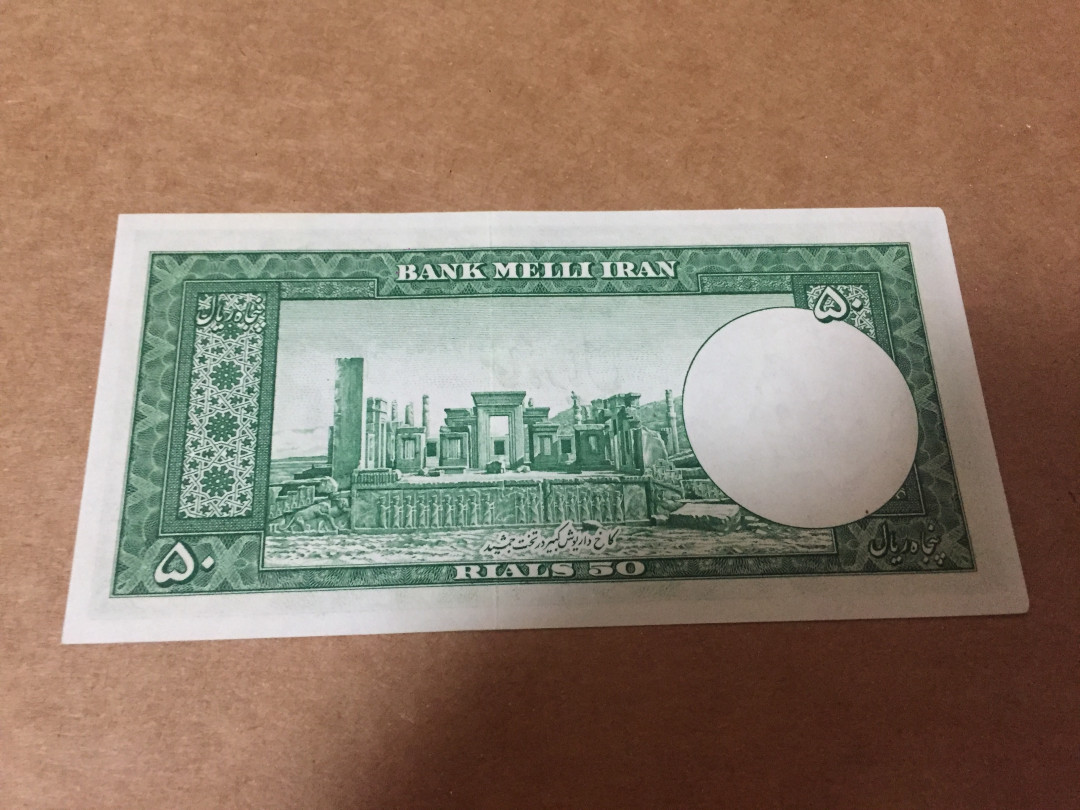 BANK MELLI IRAN
پنجاه ریال
۵۰
کاخ داریوش کبیر در تخت جمشید
RIALS 50
۵۰
پنجاه ریال